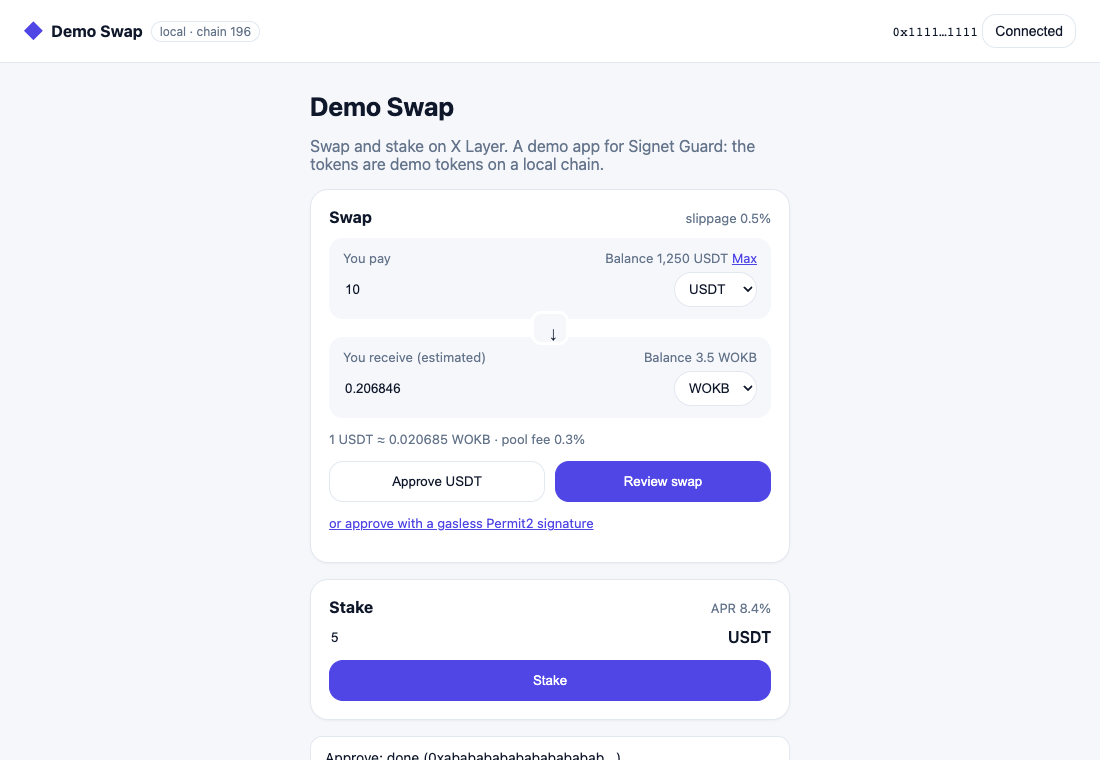 Demo Swap
local · chain 196
0x1111…1111
Connected
Demo Swap
Swap and stake on X Layer. A demo app for Signet Guard: the
tokens are demo tokens on a local chain.
Swap
slippage 0.5%
You pay
Balance 1,250 USDT Max
10
USDT
↓
You receive (estimated)
Balance 3.5 WOKB
0.206846
WOKB
1 USDT ≈ 0.020685 WOKB · pool fee 0.3%
Approve USDT
Review swap
or approve with a gasless Permit2 signature
Stake
APR 8.4%
5
USDT
Stake
Approve: done (0xabababababababababab…)